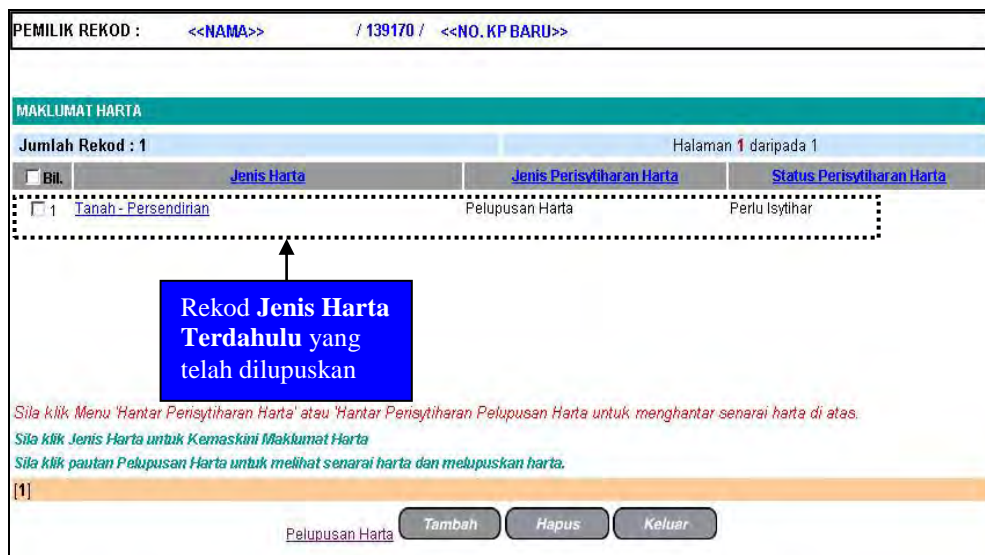 PEMILIK REKOD : <<NAMA>> / 139170 / <<NO. KP BARU>>
MAKLUMAT HARTA
Jumlah Rekod : 1 Halaman 1 daripada 1
Bil. Jenis Harta Jenis Perisytiharan Harta Status Perisytiharan Harta
1 Tanah - Persendirian Pelupusan Harta Perlu Isytihar
Rekod Jenis Harta
Terdahulu yang
telah dilupuskan
Sila klik Menu 'Hantar Perisytiharan Harta' atau 'Hantar Perisytiharan Pelupusan Harta untuk menghantar senarai harta di atas.
Sila klik Jenis Harta untuk Kemaskini Maklumat Harta
Sila klik pautan Pelupusan Harta untuk melihat senarai harta dan melupuskan harta.
[1]
Pelupusan Harta Tambah Hapus Keluar